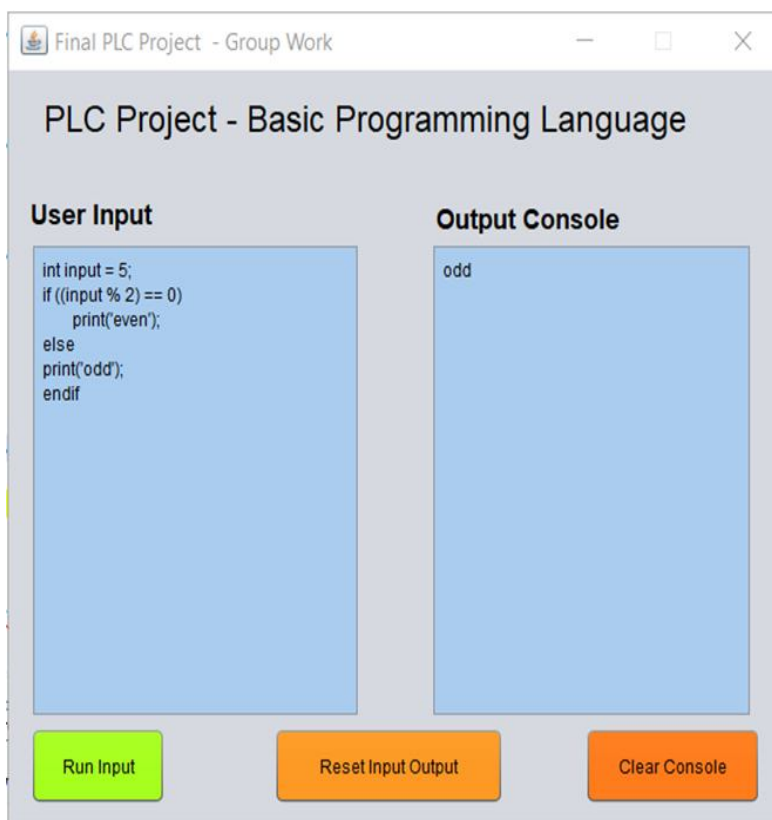 Final PLC Project - Group Work
PLC Project - Basic Programming Language
User Input
int input = 5;
if ((input % 2) == 0)
print('even');
else
print('odd');
endif
Output Console
odd
Run Input
Reset Input Output
Clear Console